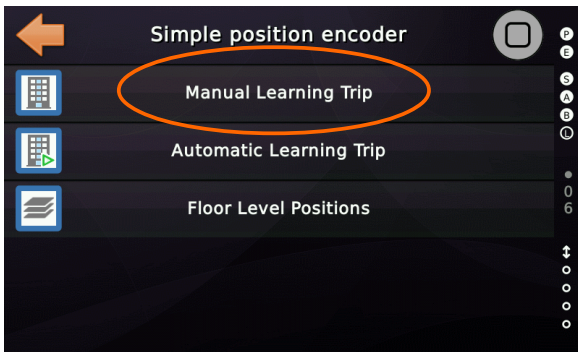 Simple position encoder
P
E
Manual Learning Trip
S
A
B
L
Automatic Learning Trip
Floor Level Positions
0
6